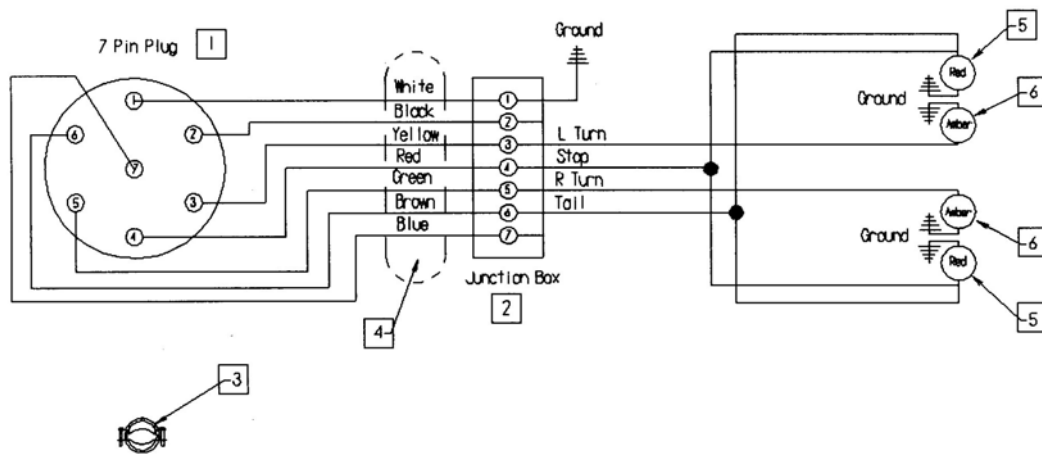 7 Pin Plug 1
Ground
5
White
Black
Yellow
Red
Green
Brown
Blue
1
2
3
4
5
6
7
1
2
3
4
5
6
7
L Turn
Stop
R Turn
Tail
Junction Box
2
4
3
Red
Ground
6
Amber
Amber
Ground
6
Red
5